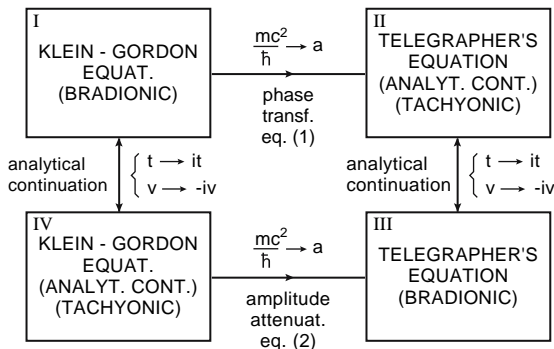 I
KLEIN - GORDON
EQUAT.
(BRADIONIC)
mc²/ħ → a
phase
transf.
eq. (1)
II
TELEGRAPHER'S
EQUATION
(ANALYT. CONT.)
(TACHYONIC)
analytical
continuation
t → it
v → -iv
analytical
continuation
t → it
v → -iv
IV
KLEIN - GORDON
EQUAT.
(ANALYT. CONT.)
(TACHYONIC)
mc²/ħ → a
amplitude
attenuat.
eq. (2)
III
TELEGRAPHER'S
EQUATION
(BRADIONIC)